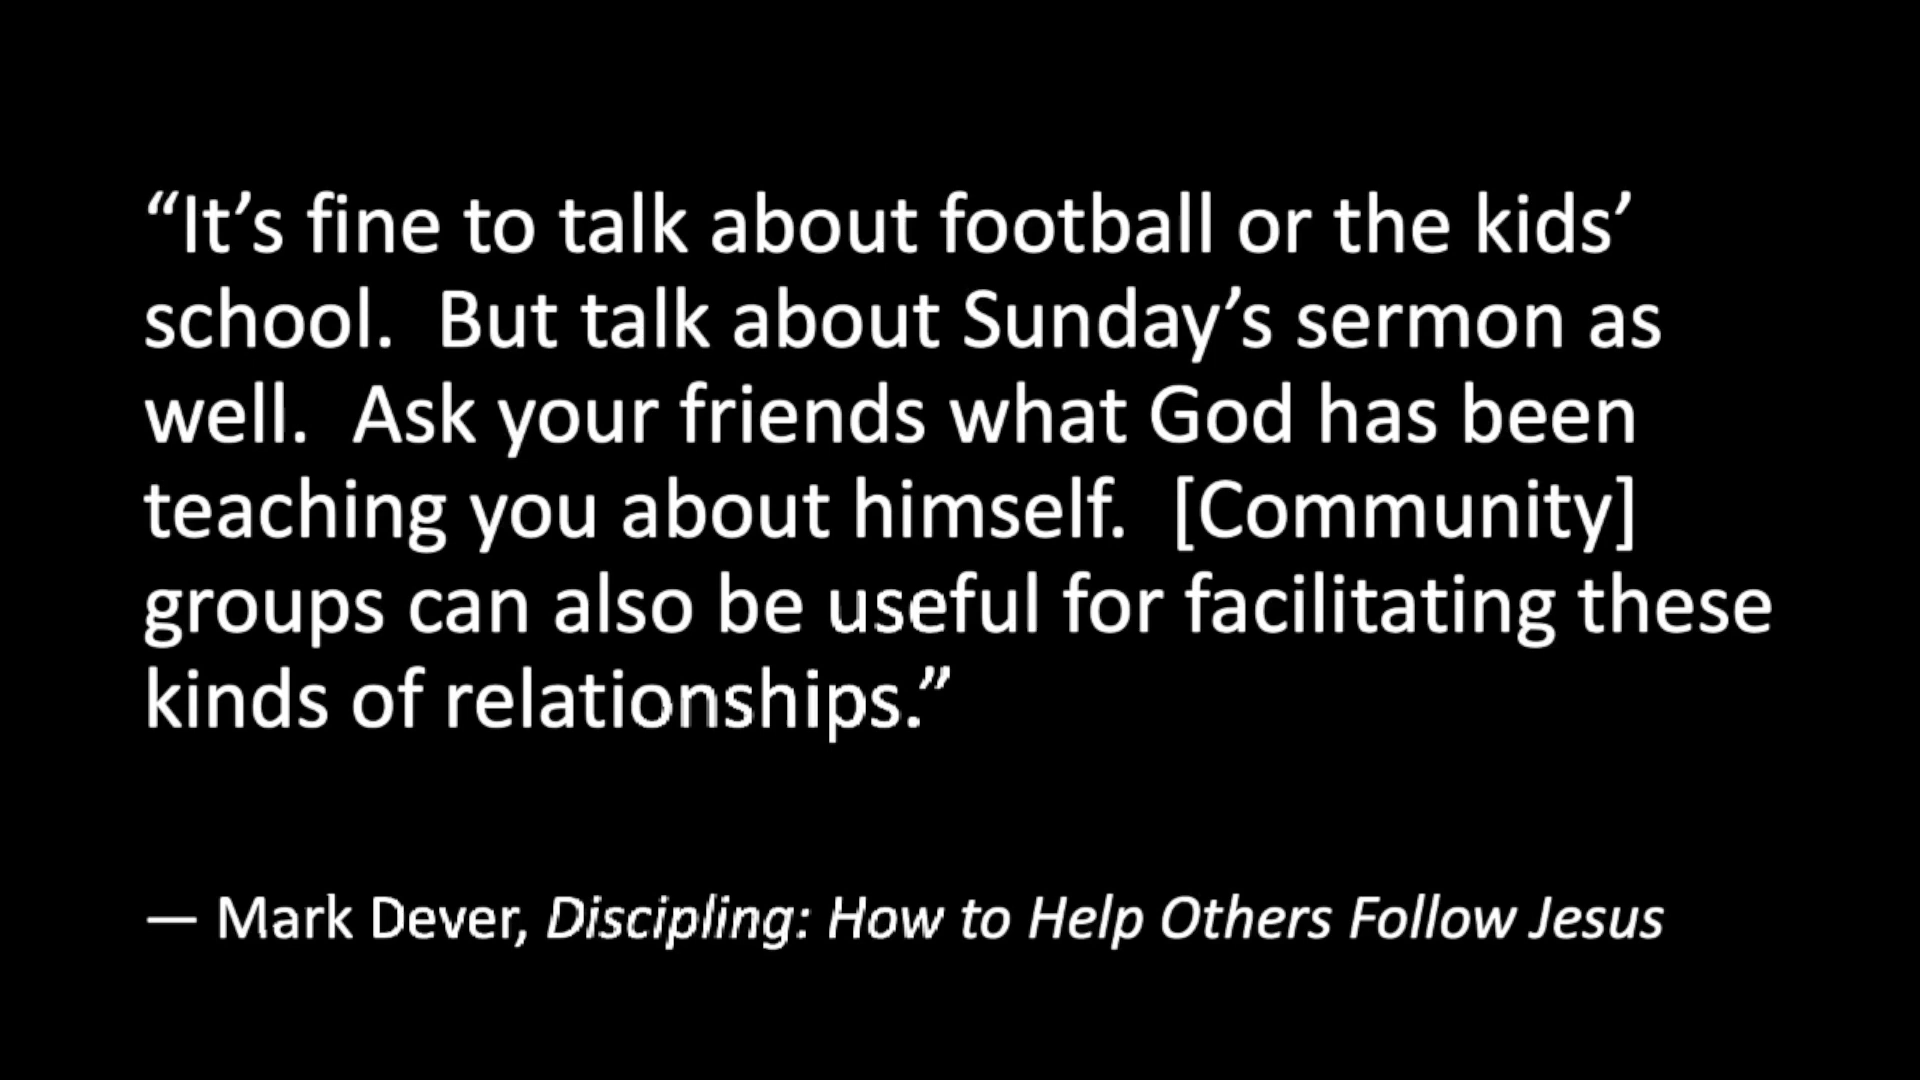 “It’s fine to talk about football or the kids’
school.  But talk about Sunday’s sermon as
well.  Ask your friends what God has been
teaching you about himself.  [Community]
groups can also be useful for facilitating these
kinds of relationships.”
— Mark Dever, Discipling: How to Help Others Follow Jesus